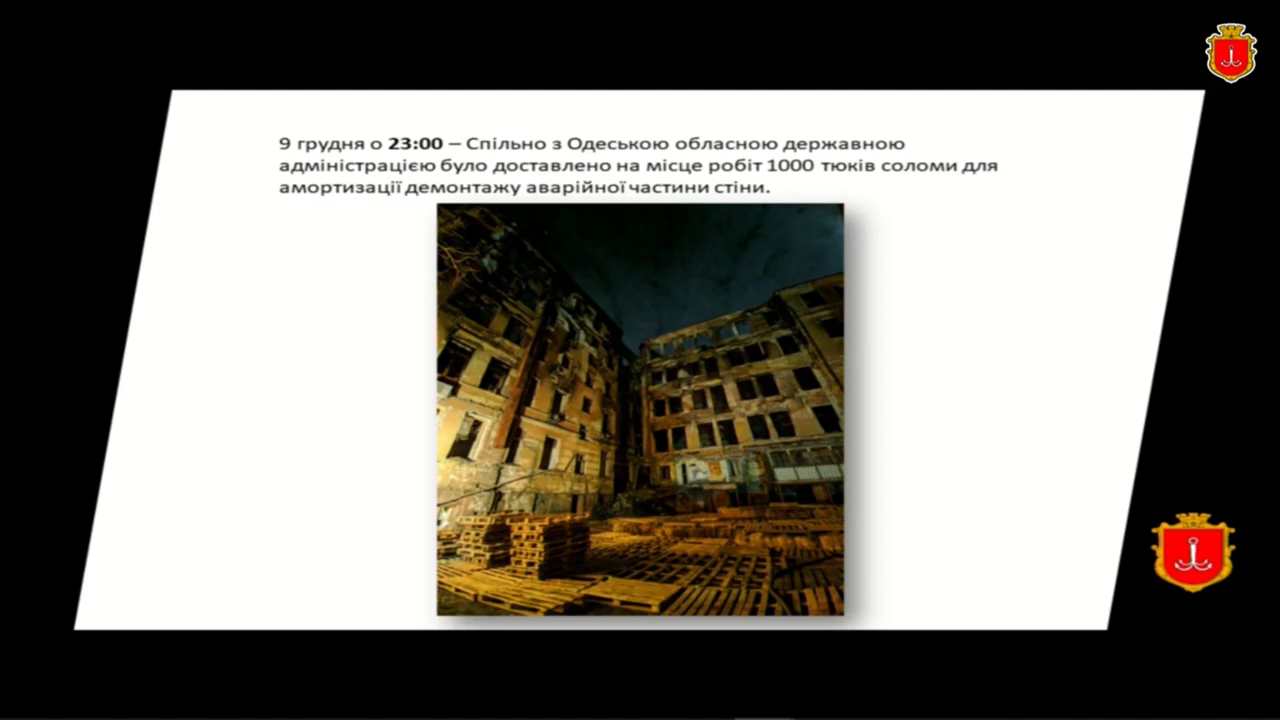 9 грудня о 23:00 – Спільно з Одеською обласною державною
адміністрацією було доставлено на місце робіт 1000 тюків соломи для
амортизації демонтажу аварійної частини стіни.